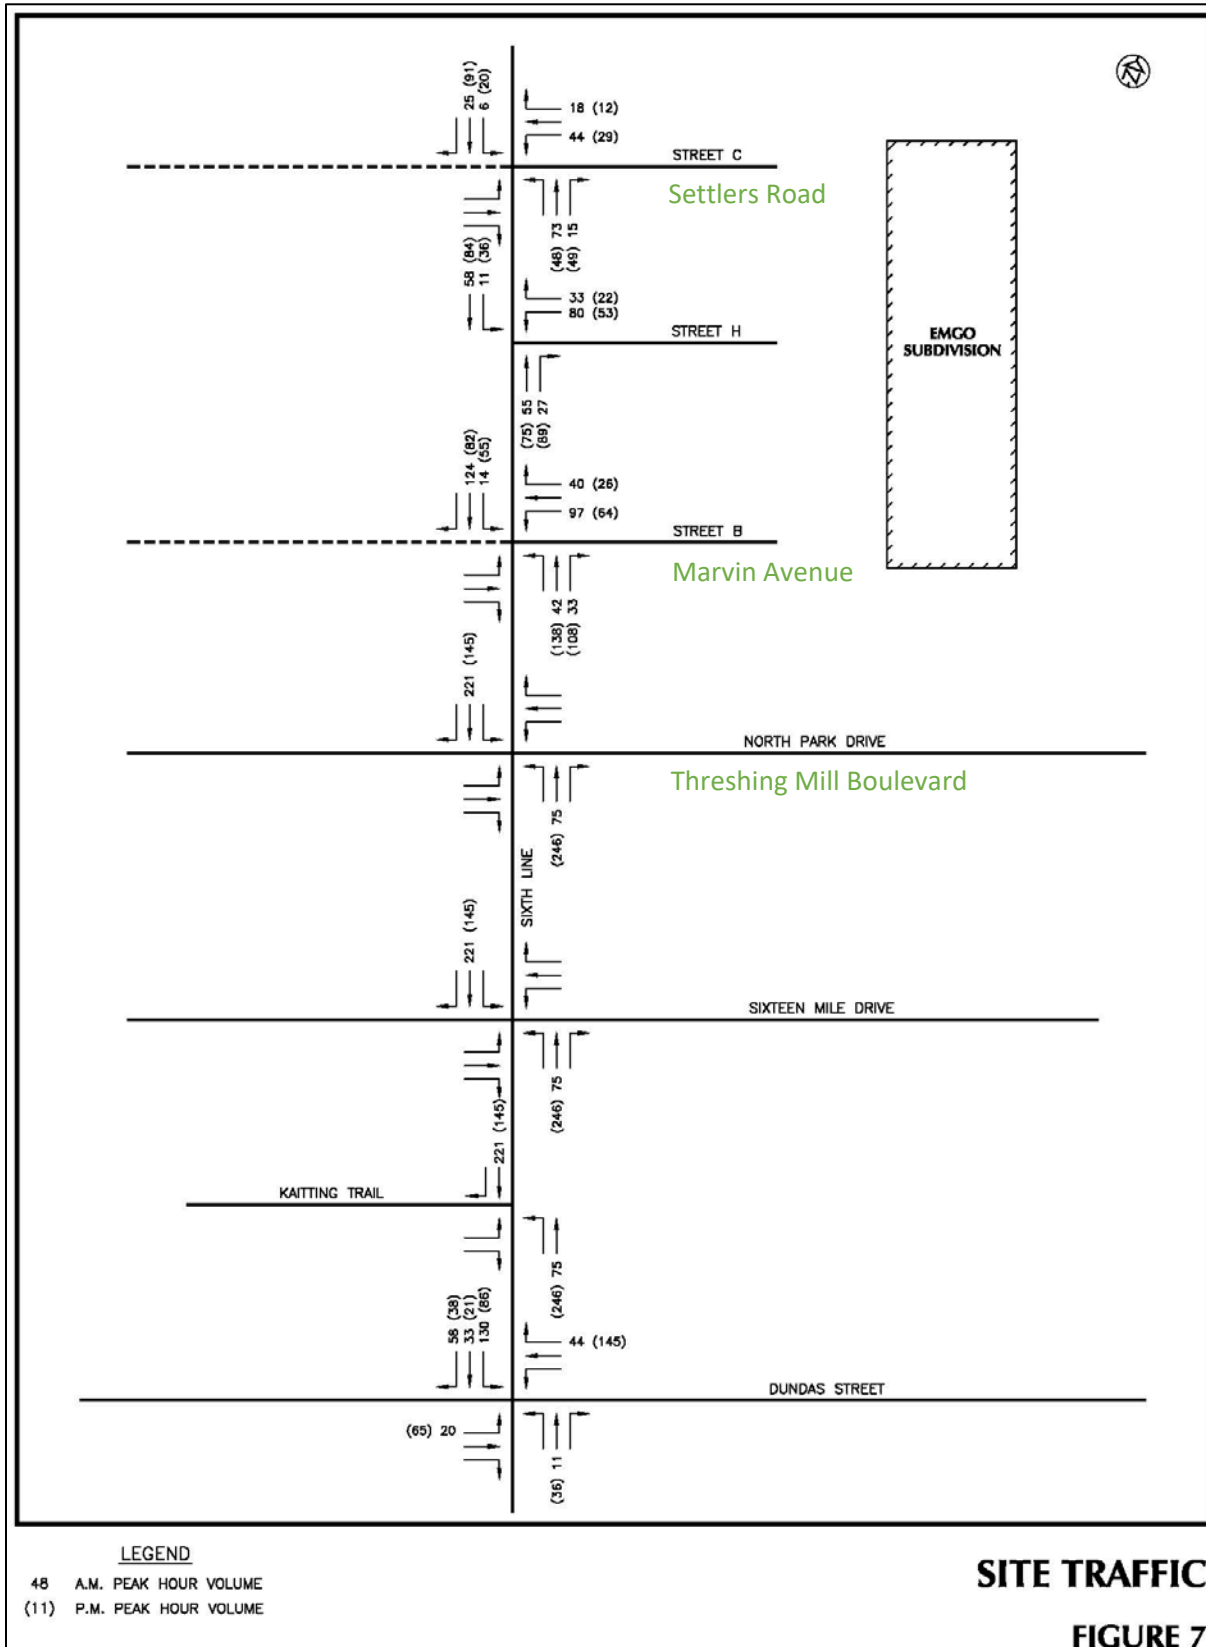 25 (91)
6 (20)
18 (12)
44 (29)
STREET C
Settlers Road
(48) 73
(49) 15
58 (84)
11 (36)
33 (22)
80 (53)
STREET H
EMGO
SUBDIVISION
(75) 55
(89) 27
124 (82)
14 (55)
40 (26)
97 (64)
STREET B
Marvin Avenue
(138) 42
(108) 33
221 (145)
NORTH PARK DRIVE
Threshing Mill Boulevard
(246) 75
SIXTH LINE
221 (145)
SIXTEEN MILE DRIVE
(246) 75
221 (145)
KAITTING TRAIL
(246) 75
58 (38)
33 (21)
130 (86)
44 (145)
DUNDAS STREET
(65) 20
(36) 11
LEGEND
48 A.M. PEAK HOUR VOLUME
(11) P.M. PEAK HOUR VOLUME
SITE TRAFFIC
FIGURE 7